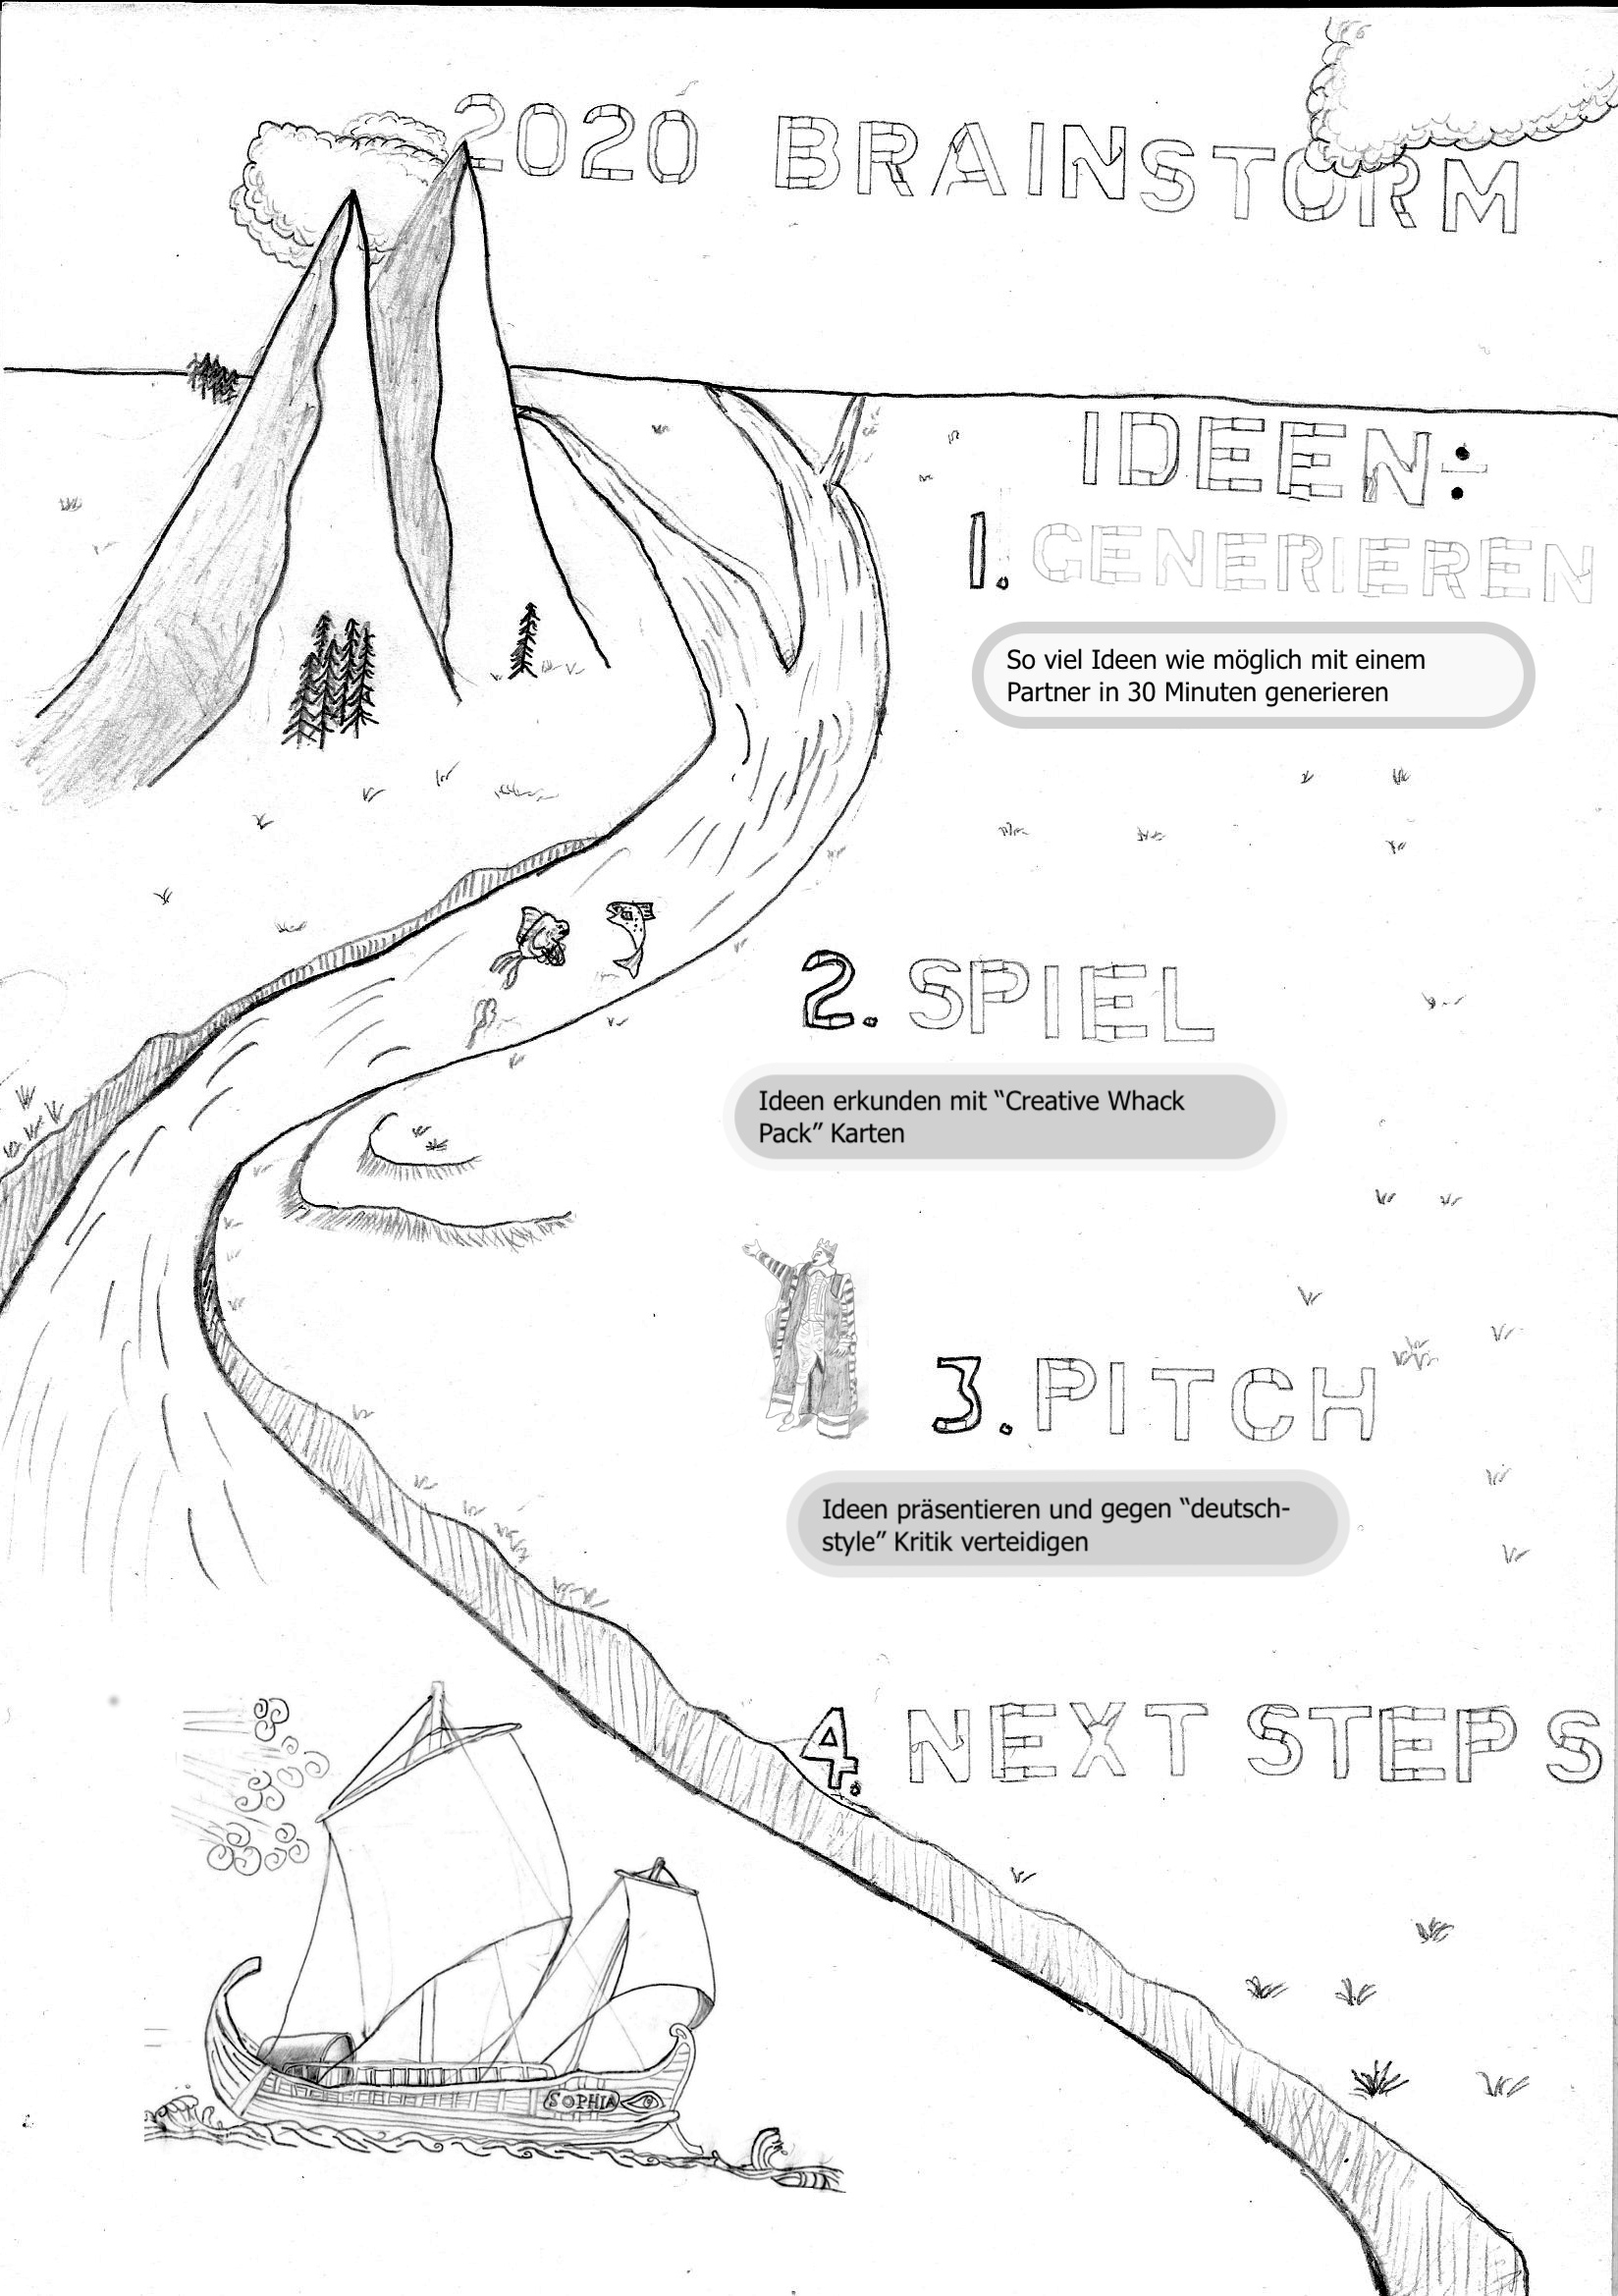 2020 BRAINSTORM
IDEEN:
1. GENERIEREN
So viel Ideen wie möglich mit einem
Partner in 30 Minuten generieren
2. SPIEL
Ideen erkunden mit “Creative Whack
Pack” Karten
3. PITCH
Ideen präsentieren und gegen “deutsch-
style” Kritik verteidigen
4. NEXT STEPS
SOPHIA